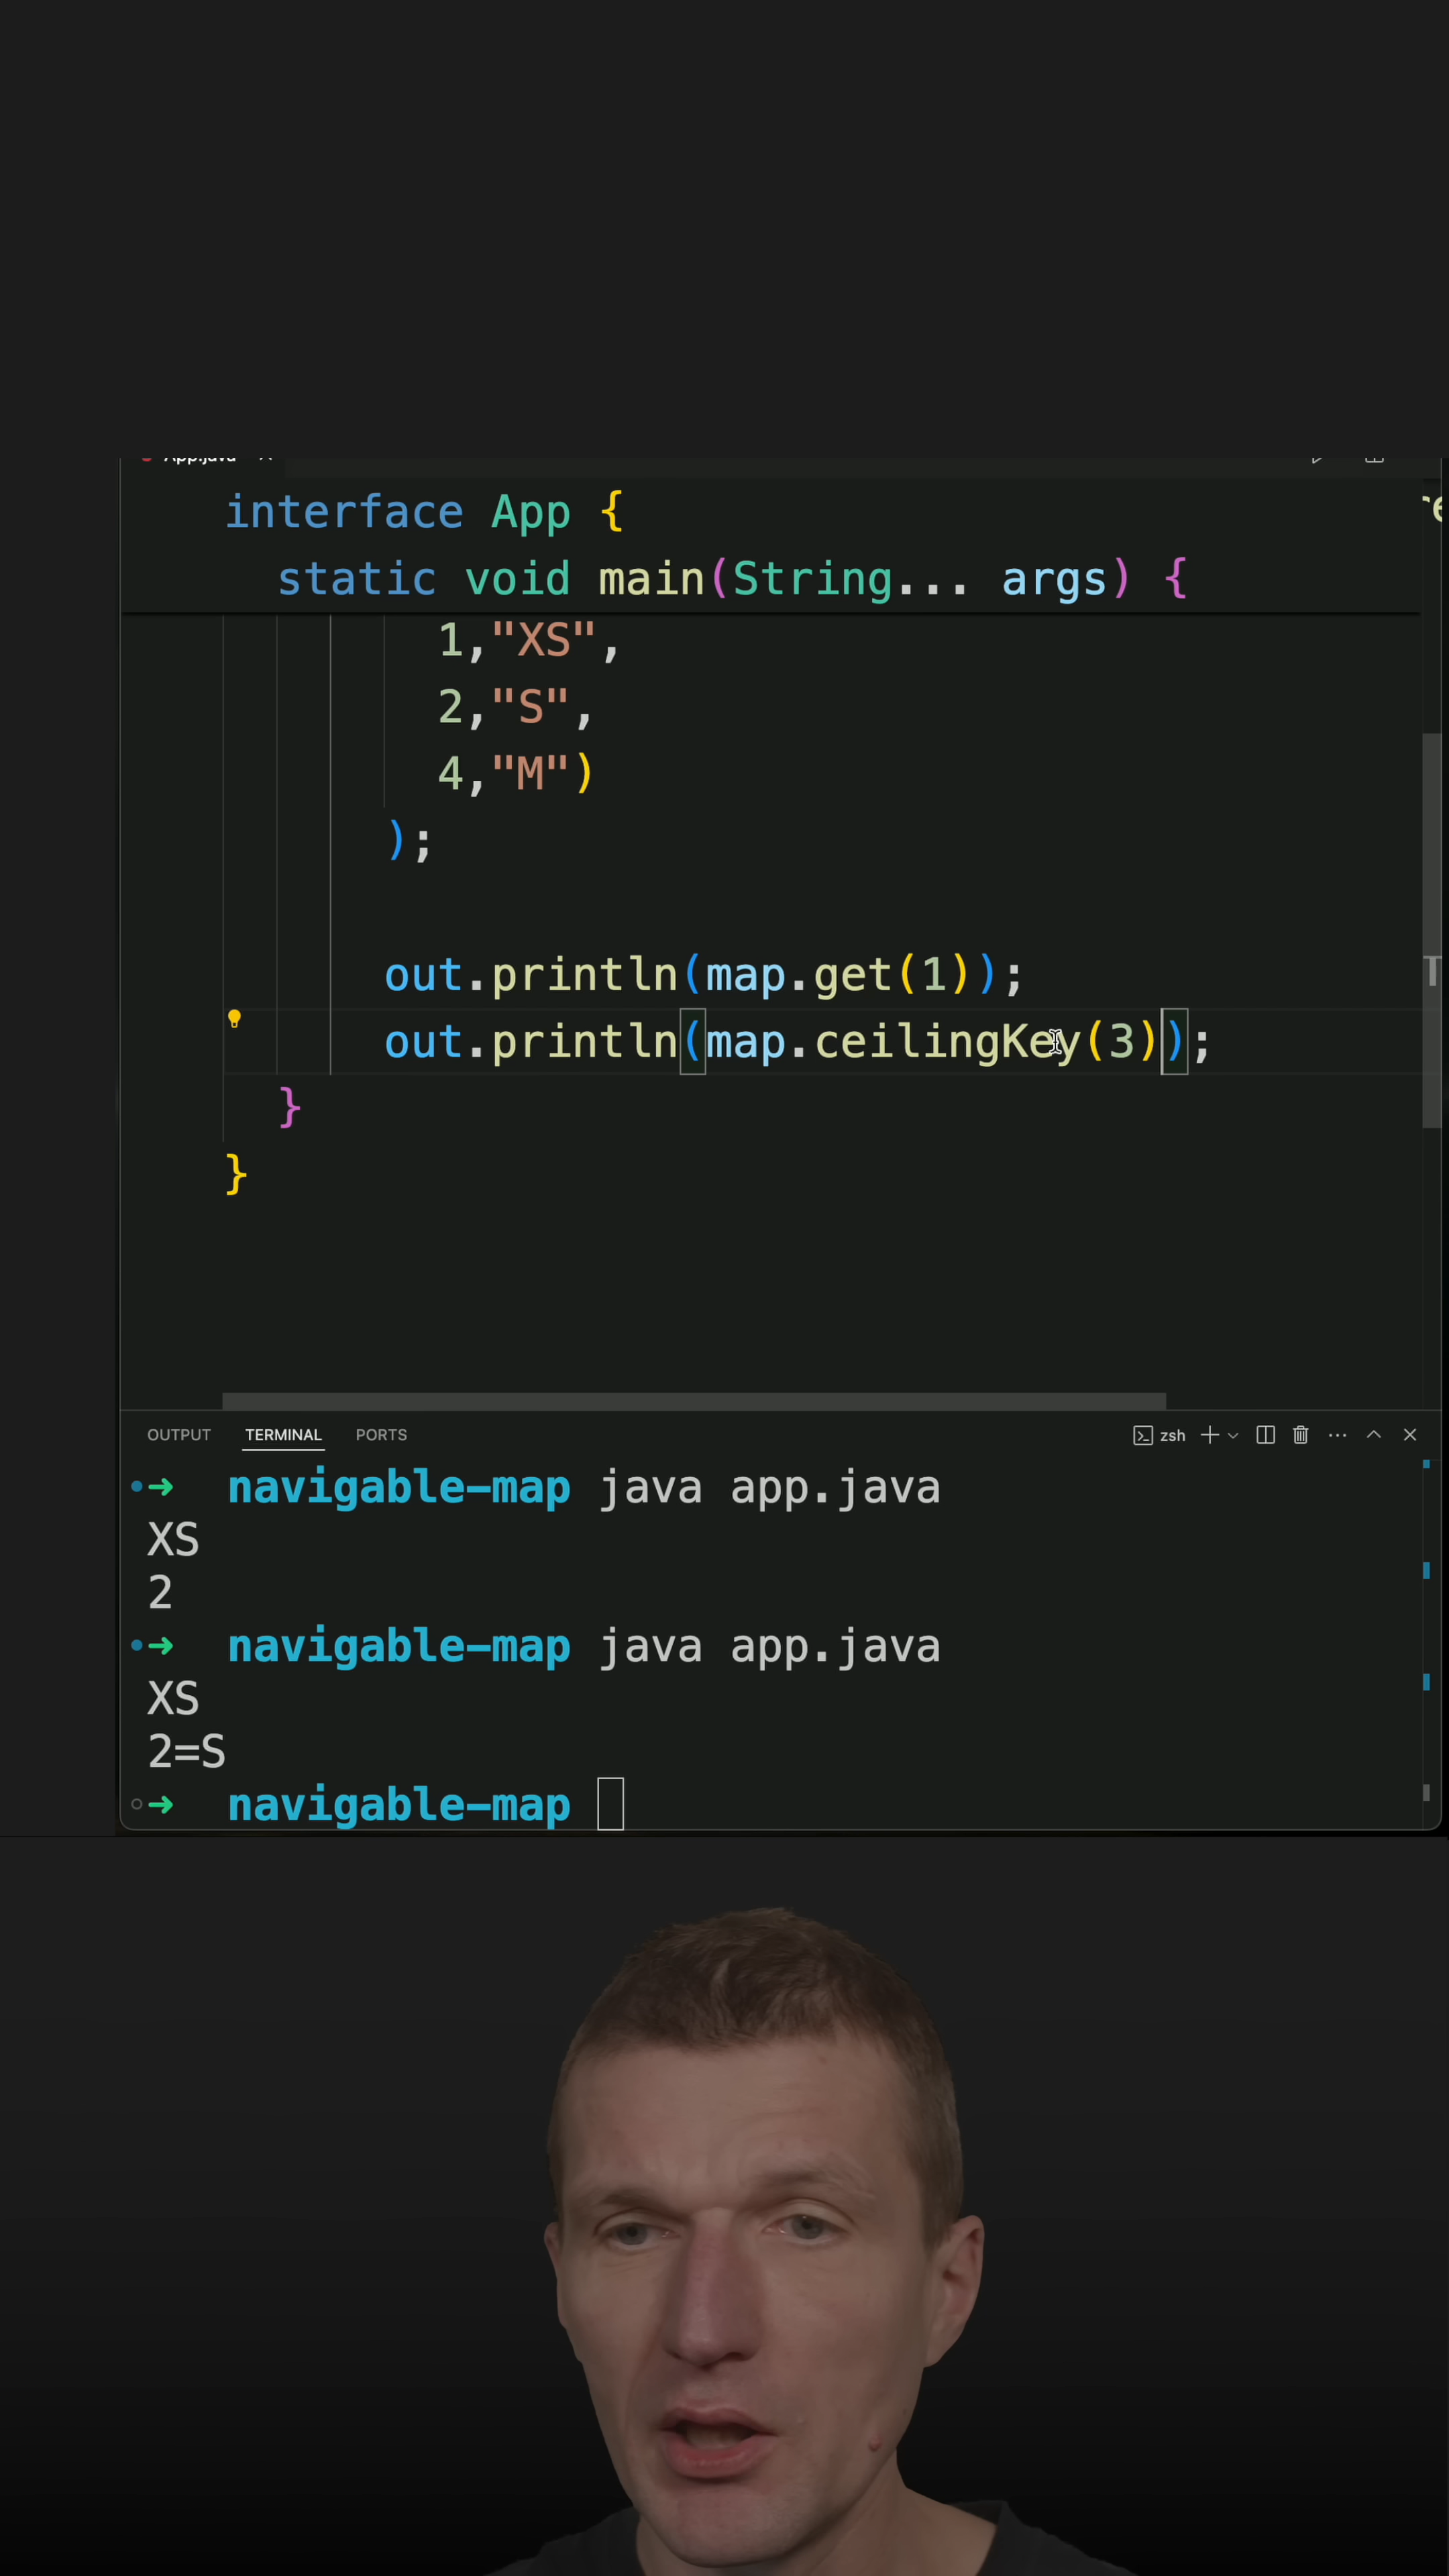 App.java
interface App {
static void main(String... args) {
1,"XS",
2,"S",
4,"M")
);
out.println(map.get(1));
out.println(map.ceilingKey(3));
}
}
OUTPUT TERMINAL PORTS zsh
navigable-map java app.java
XS
2
navigable-map java app.java
XS
2=S
navigable-map